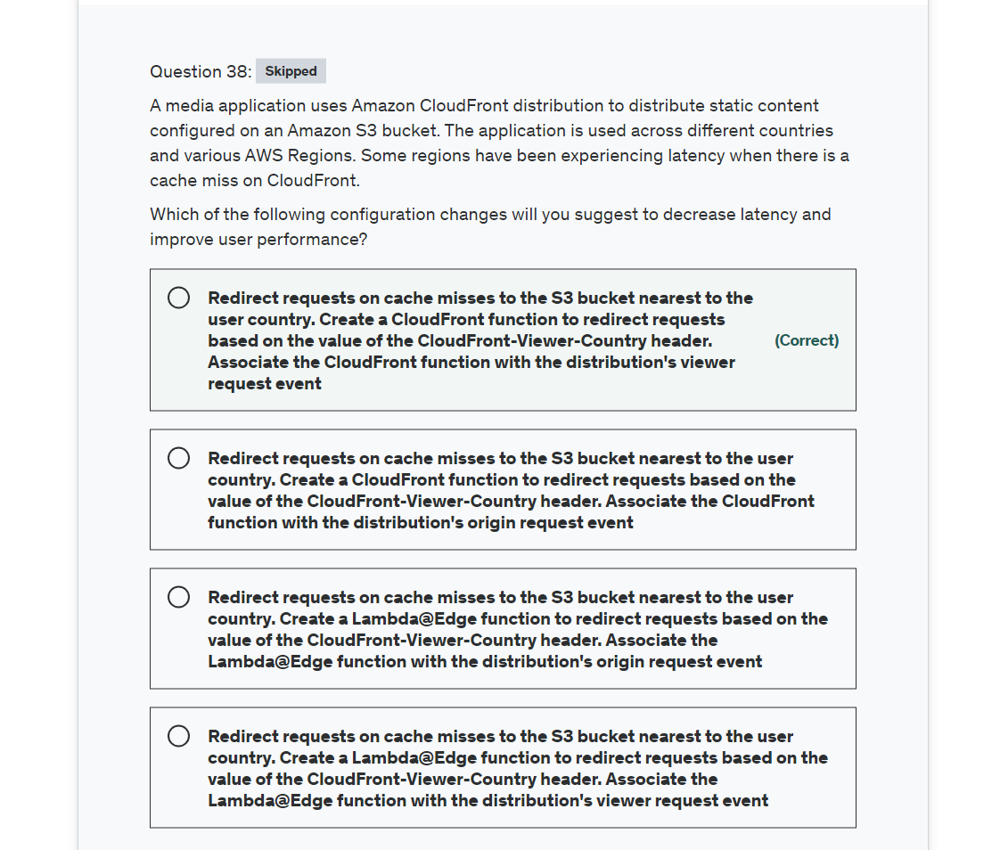 Question 38: Skipped
A media application uses Amazon CloudFront distribution to distribute static content
configured on an Amazon S3 bucket. The application is used across different countries
and various AWS Regions. Some regions have been experiencing latency when there is a
cache miss on CloudFront.
Which of the following configuration changes will you suggest to decrease latency and
improve user performance?
Redirect requests on cache misses to the S3 bucket nearest to the
user country. Create a CloudFront function to redirect requests
based on the value of the CloudFront-Viewer-Country header.
Associate the CloudFront function with the distribution's viewer
request event
(Correct)
Redirect requests on cache misses to the S3 bucket nearest to the user
country. Create a CloudFront function to redirect requests based on the
value of the CloudFront-Viewer-Country header. Associate the CloudFront
function with the distribution's origin request event
Redirect requests on cache misses to the S3 bucket nearest to the user
country. Create a Lambda@Edge function to redirect requests based on the
value of the CloudFront-Viewer-Country header. Associate the
Lambda@Edge function with the distribution's origin request event
Redirect requests on cache misses to the S3 bucket nearest to the user
country. Create a Lambda@Edge function to redirect requests based on the
value of the CloudFront-Viewer-Country header. Associate the
Lambda@Edge function with the distribution's viewer request event